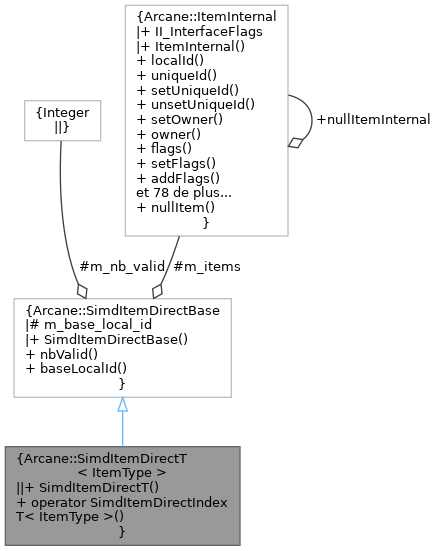 {Arcane::ItemInternal
|+ II_InterfaceFlags
|+ ItemInternal()
+ localId()
+ uniqueId()
+ setUniqueId()
+ unsetUniqueId()
+ setOwner()
+ owner()
+ flags()
+ setFlags()
+ addFlags()
et 78 de plus...
+ nullItem()
}
+nullItemInternal
{Integer
||}
#m_nb_valid
#m_items
{Arcane::SimdItemDirectBase
|# m_base_local_id
|+ SimdItemDirectBase()
+ nbValid()
+ baseLocalId()
}
{Arcane::SimdItemDirectT
< ItemType >
||+ SimdItemDirectT()
+ operator SimdItemDirectIndex
T< ItemType >()
}